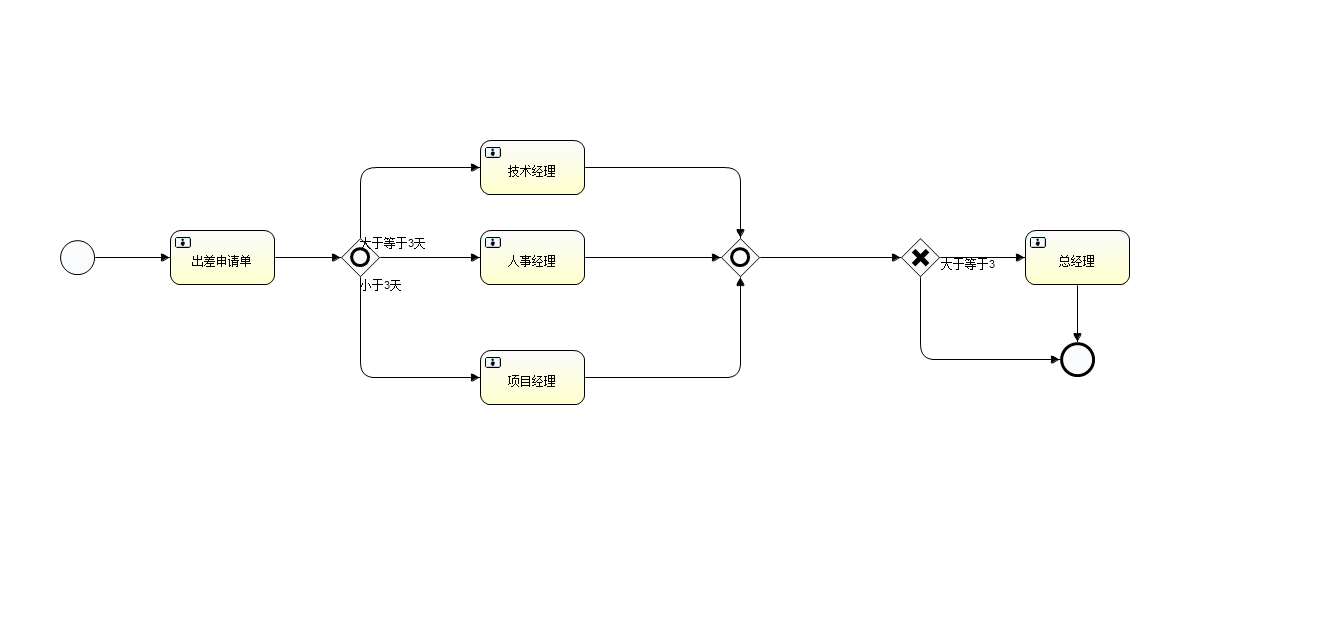 技术经理
大于等于3天
出差申请单
人事经理
小于3天
大于等于3
总经理
项目经理